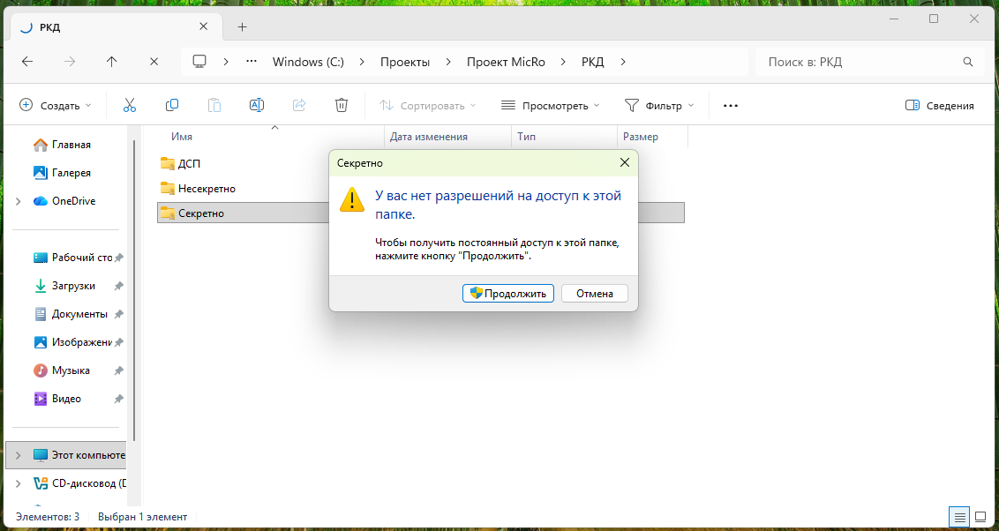 РКД
Windows (C:) Проекты Проект MicRo РКД
Поиск в: РКД
Создать
Сортировать
Просмотреть
Фильтр
Сведения
Главная
Галерея
OneDrive
Рабочий сто
Загрузки
Документы
Изображени
Музыка
Видео
Этот компьюте
CD-дисковод (D
Имя Дата изменения Тип Размер
ДСП
Несекретно
Секретно
Секретно
У вас нет разрешений на доступ к этой
папке.
Чтобы получить постоянный доступ к этой папке,
нажмите кнопку "Продолжить".
Продолжить Отмена
Элементов: 3 Выбран 1 элемент